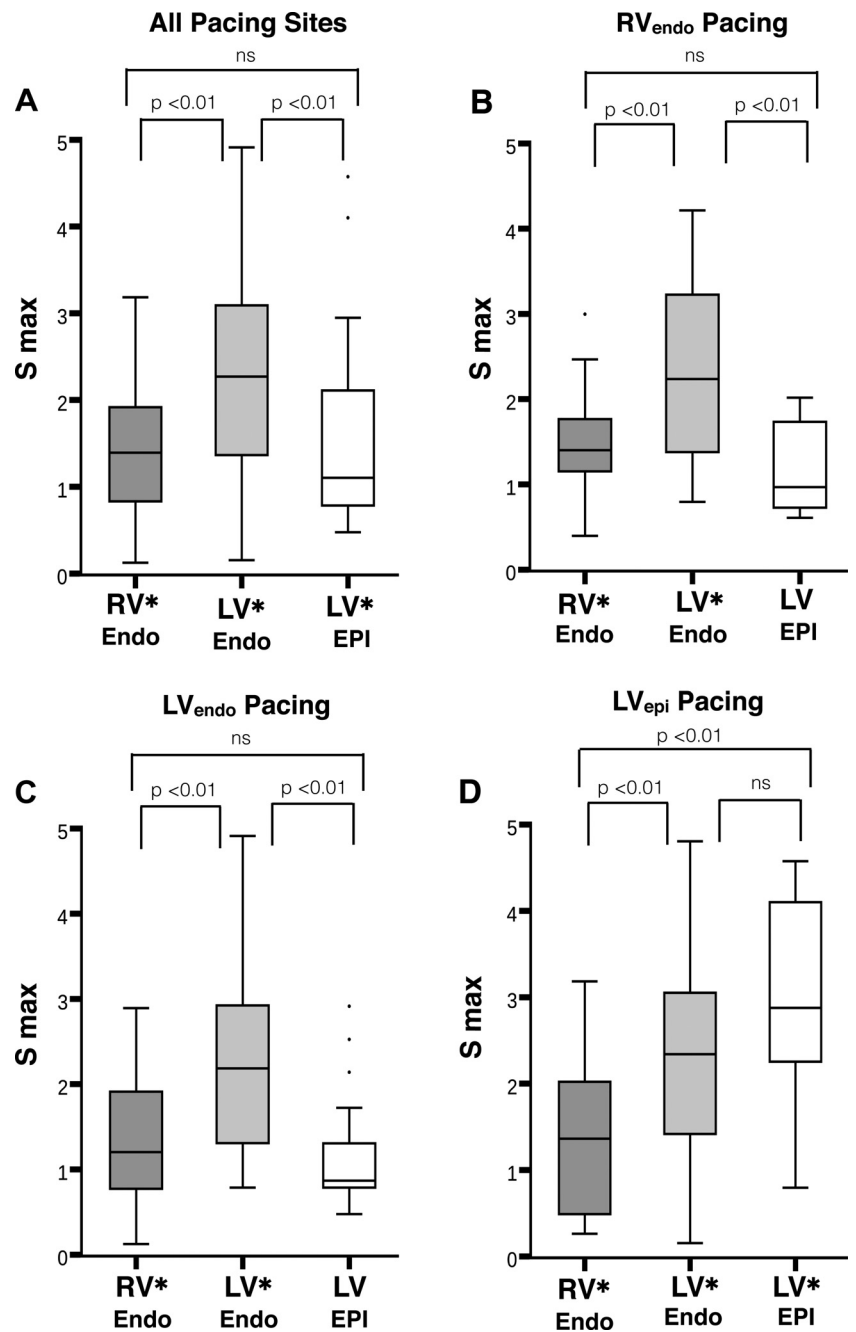 All Pacing Sites
ns
A
p <0.01 p <0.01
5
4
3
2
1
0
S max
RV* LV* LV*
Endo Endo EPI
RVendo Pacing
ns
B
p <0.01 p <0.01
5
4
3
2
1
0
S max
RV* LV* LV
Endo Endo EPI
LVendo Pacing
ns
C
p <0.01 p <0.01
5
4
3
2
1
0
S max
RV* LV* LV
Endo Endo EPI
LVepi Pacing
p <0.01
D
p <0.01 ns
5
4
3
2
1
0
S max
RV* LV* LV*
Endo Endo EPI